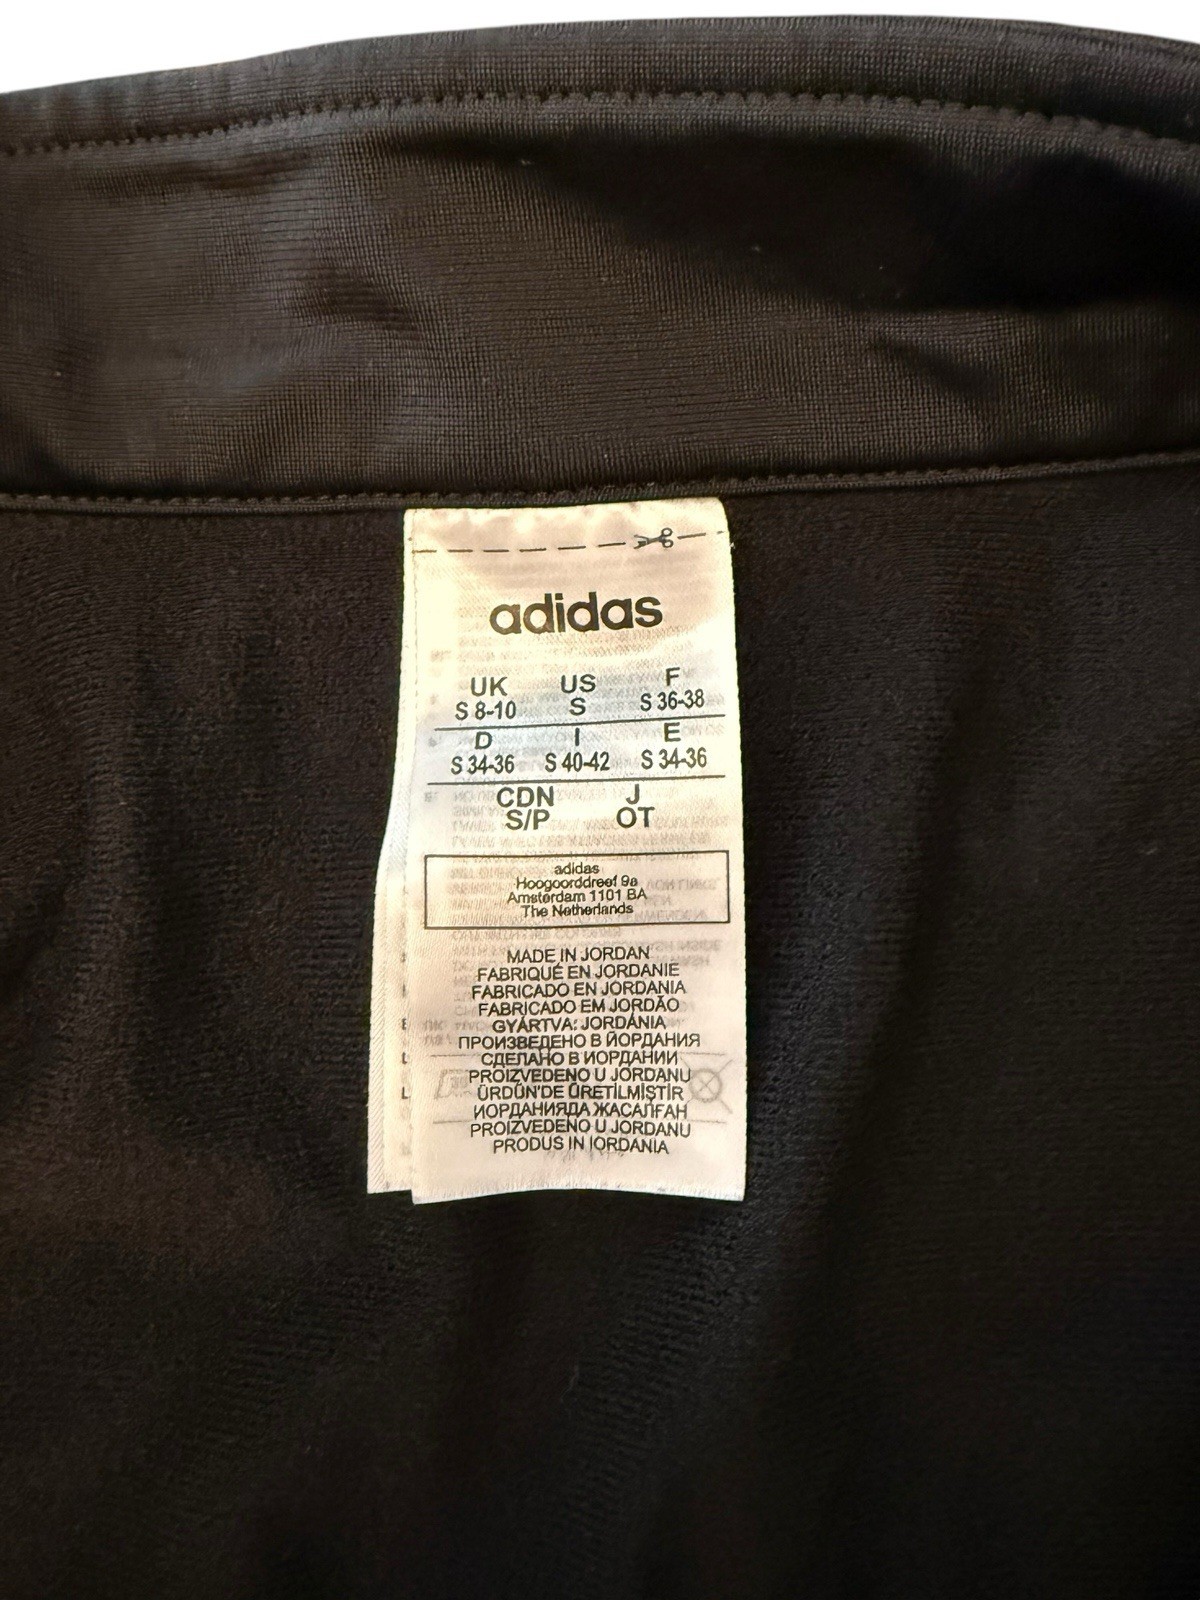 adidas
UK US F
S 8-10 S S 36-38
D I E
S 34-36 S 40-42 S 34-36
CDN J
S/P OT
adidas
Hoogoorddreef 9a
Amsterdam 1101 BA
The Netherlands
MADE IN JORDAN
FABRIQUÉ EN JORDANIE
FABRICADO EN JORDANIA
FABRICADO EM JORDÃO
GYÁRTVA: JORDÁNIA
ПРОИЗВЕДЕНО В ЙОРДАНИЯ
СДЕЛАНО В ИОРДАНИИ
PROIZVEDENO U JORDANU
ÜRDÜN'DE ÜRETİLMİŞTİR
ИОРДАНИЯДА ЖАСАЛҒАН
PROIZVEDENO U JORDANU
PRODUS IN IORDANIA